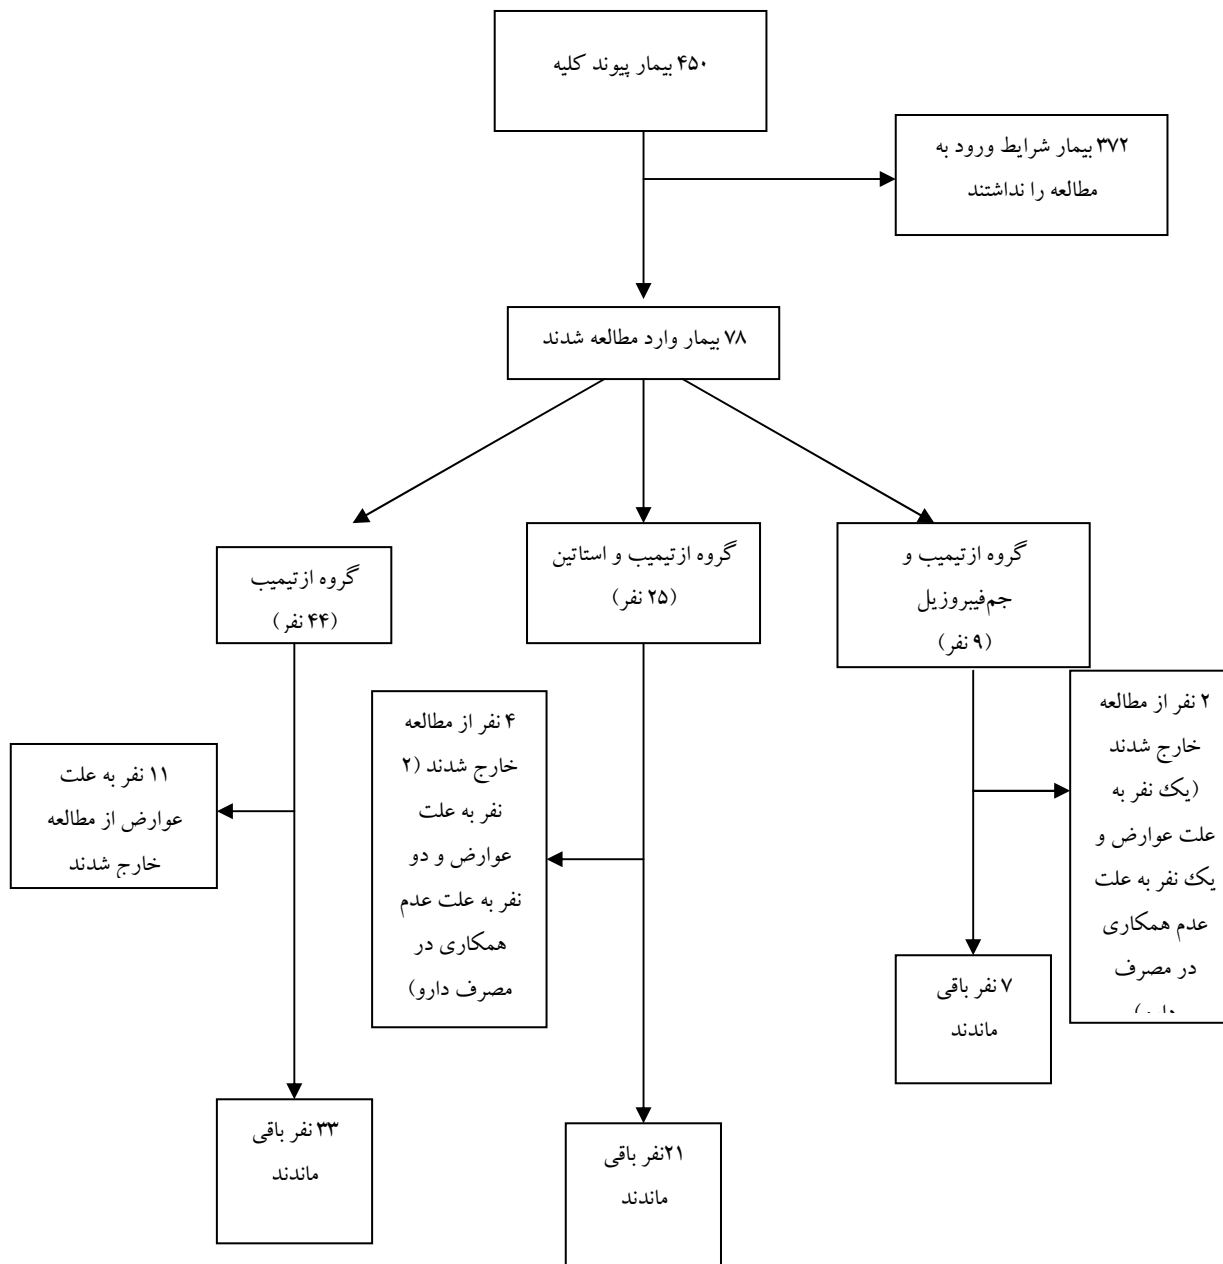 ۴۵۰ بیمار پیوند کلیه
۳۷۲ بیمار شرایط ورود به
مطالعه را نداشتند
۷۸ بیمار وارد مطالعه شدند
گروه ازتیمیب و
جم‌فیبروزیل
(۹ نفر)
گروه ازتیمیب و استاتین
(۲۵ نفر)
گروه ازتیمیب
(۴۴ نفر)
۲ نفر از مطالعه
خارج شدند
(یک نفر به
علت عوارض و
یک نفر به علت
عدم همکاری
در مصرف
۴ نفر از مطالعه
خارج شدند (۲
نفر به علت
عوارض و دو
نفر به علت عدم
همکاری در
مصرف دارو)
۱۱ نفر به علت
عوارض از مطالعه
خارج شدند
۷ نفر باقی
ماندند
۲۱نفر باقی
ماندند
۳۳ نفر باقی
ماندند